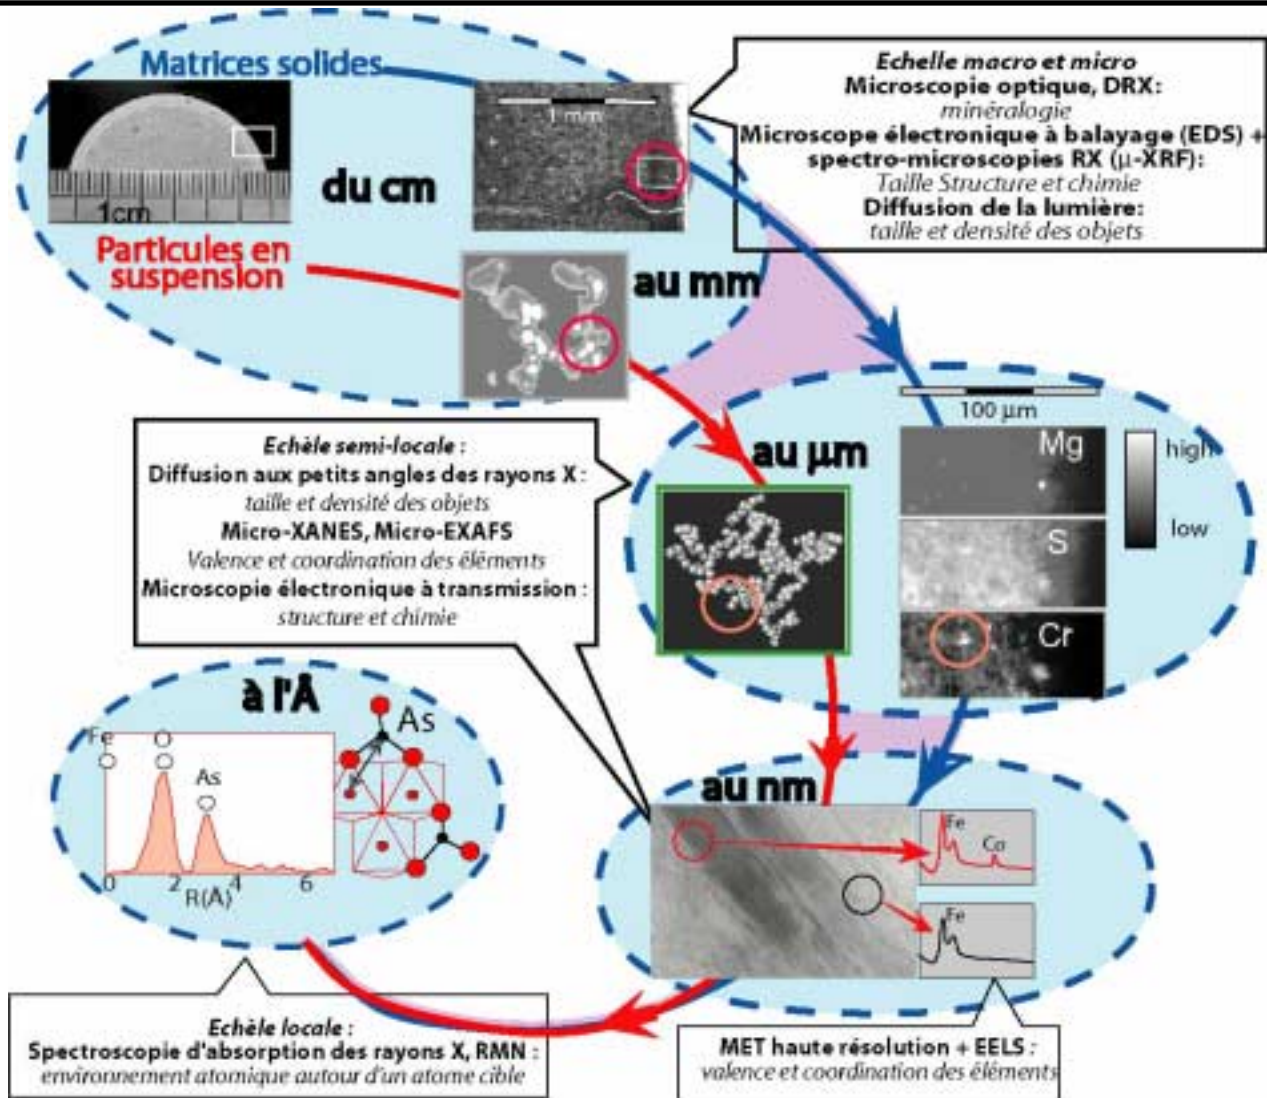 Matrices solides
1cm
du cm
1 mm
Particules en
suspension
au mm
Echelle macro et micro
Microscopie optique, DRX:
minéralogie
Microscope électronique à balayage (EDS) +
spectro-microscopies RX (µ-XRF):
Taille Structure et chimie
Diffusion de la lumière:
taille et densité des objets
Echèle semi-locale :
Diffusion aux petits angles des rayons X :
taille et densité des objets
Micro-XANES, Micro-EXAFS
Valence et coordination des éléments
Microscopie électronique à transmission :
structure et chimie
au µm
100 µm
Mg
S
Cr
high
low
à l'Å
Fe
O
As
As
0 2 4 6
R(Å)
au nm
Fe
Co
Fe
Echèle locale :
Spectroscopie d'absorption des rayons X, RMN :
environnement atomique autour d'un atome cible
MET haute résolution + EELS :
valence et coordination des éléments